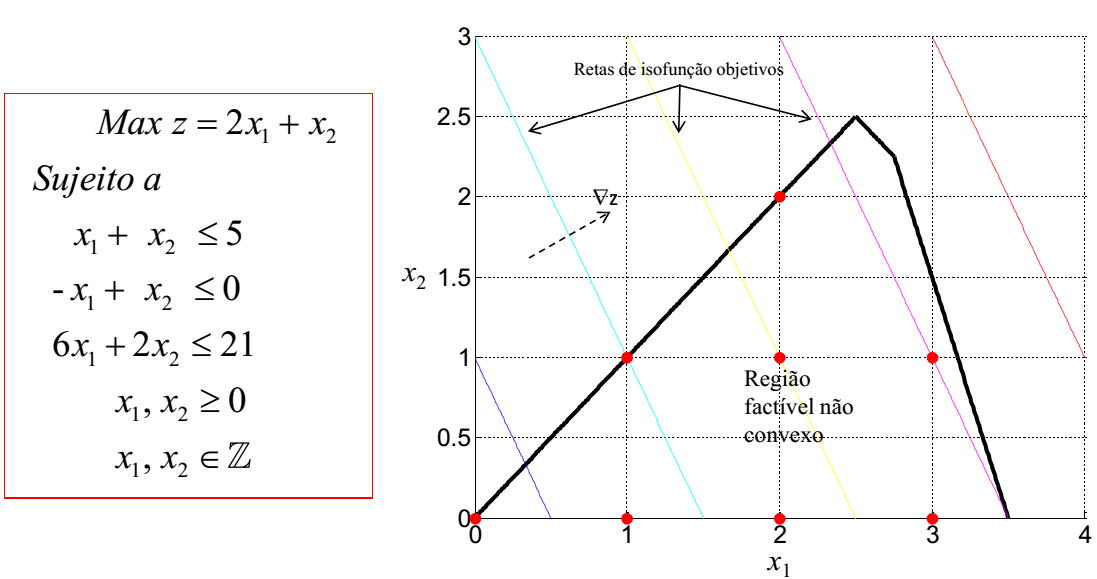 Max z = 2x₁ + x₂
Sujeito a
x₁ + x₂ ≤ 5
- x₁ + x₂ ≤ 0
6x₁ + 2x₂ ≤ 21
x₁, x₂ ≥ 0
x₁, x₂ ∈ ℤ
3
Retas de isofunção objetivos
2.5
2
∇z
x₂
1.5
1
Região
factível não
convexo
0.5
0
0
1
2
3
4
x₁